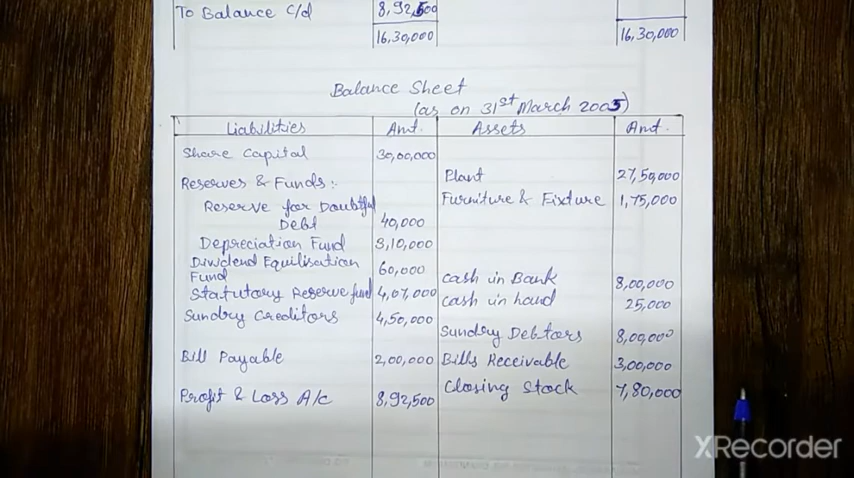 To Balance C/d 8,92,500
16,30,000 16,30,000
Balance Sheet
(as on 31st March 2005)
Liabilities Amt. Assets Amt.
Share Capital 30,00,000
Plant 27,50,000
Reserves & Funds:-
Furniture & Fixture 1,75,000
Reserve for Doubtful
Debt 40,000
Depreciation Fund 3,10,000
Dividend Equilisation
Fund 60,000
Cash in Bank 8,00,000
Statutory Reserve fund 4,07,000
Cash in hand 25,000
Sundry Creditors 4,50,000
Sundry Debtors 8,00,000
Bill Payable 2,00,000 Bills Receivable 3,00,000
Closing Stock 7,80,000
Profit & Loss A/c 8,92,500
XRecorder